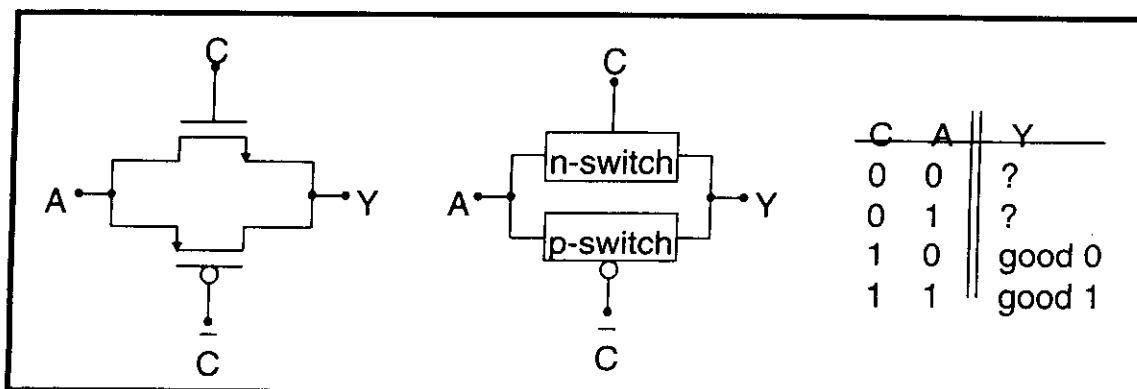 C
A
Y
C̅
C
n-switch
A
Y
p-switch
C̅
C A Y
0 0 ?
0 1 ?
1 0 good 0
1 1 good 1